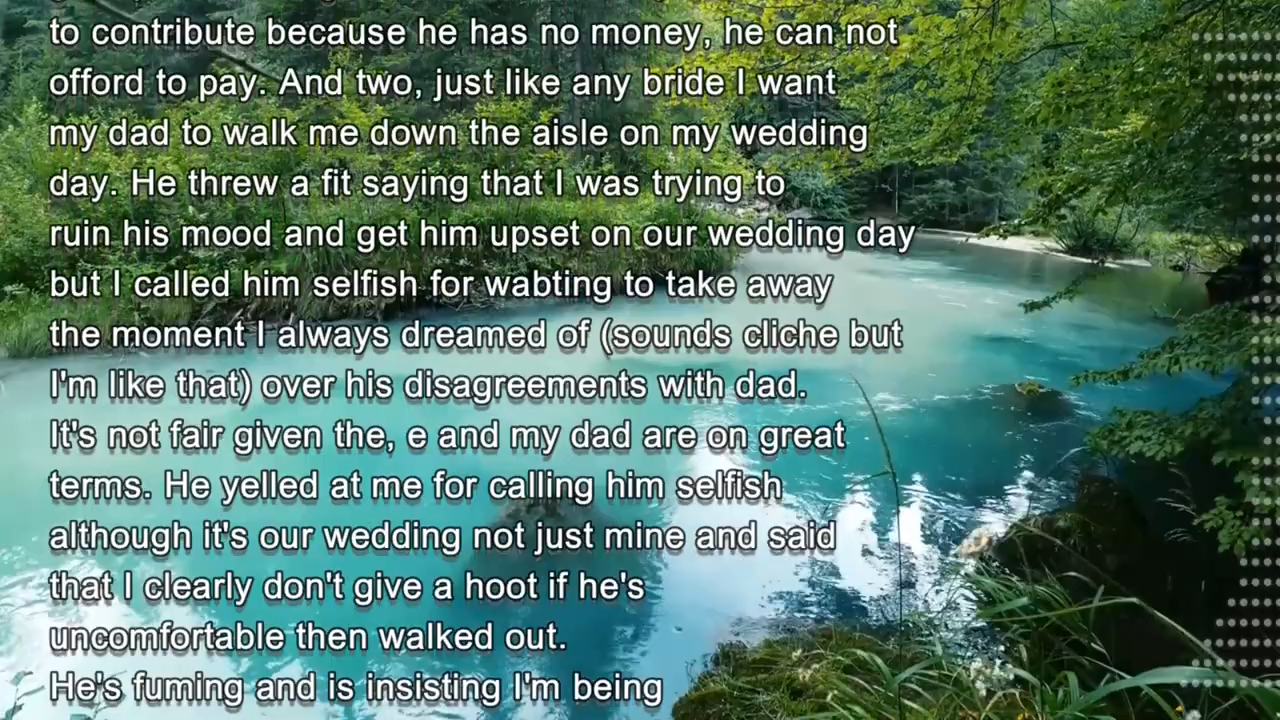 to contribute because he has no money, he can not
offord to pay. And two, just like any bride I want
my dad to walk me down the aisle on my wedding
day. He threw a fit saying that I was trying to
ruin his mood and get him upset on our wedding day
but I called him selfish for wabting to take away
the moment I always dreamed of (sounds cliche but
I'm like that) over his disagreements with dad.
It's not fair given the, e and my dad are on great
terms. He yelled at me for calling him selfish
although it's our wedding not just mine and said
that I clearly don't give a hoot if he's
uncomfortable then walked out.
He's fuming and is insisting I'm being